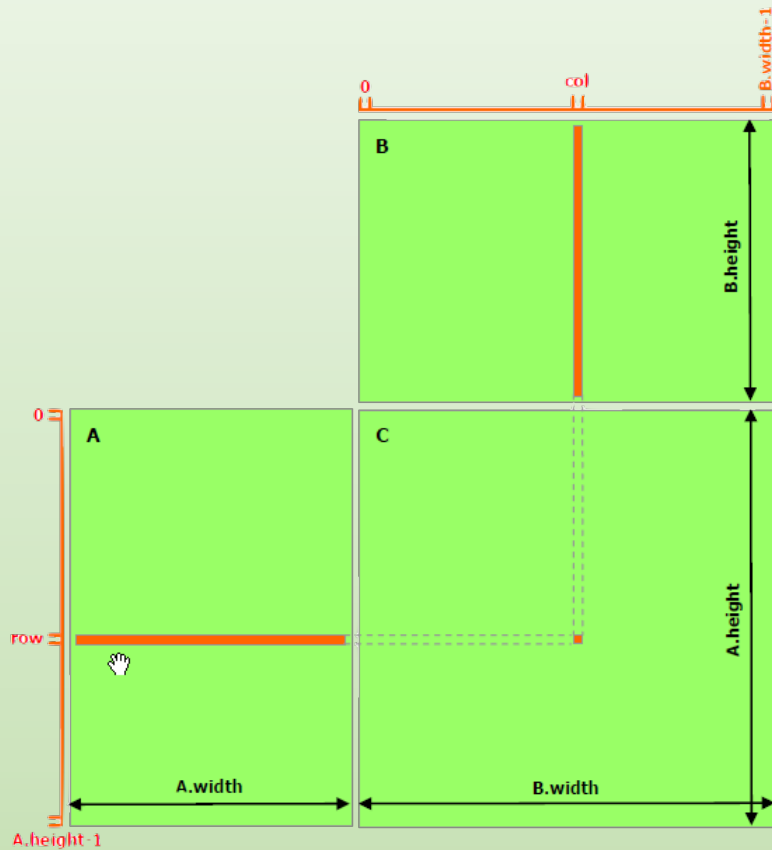 B.width-1
0
col
B
B.height
0
A
C
row
A.height
A.width
B.width
A.height-1